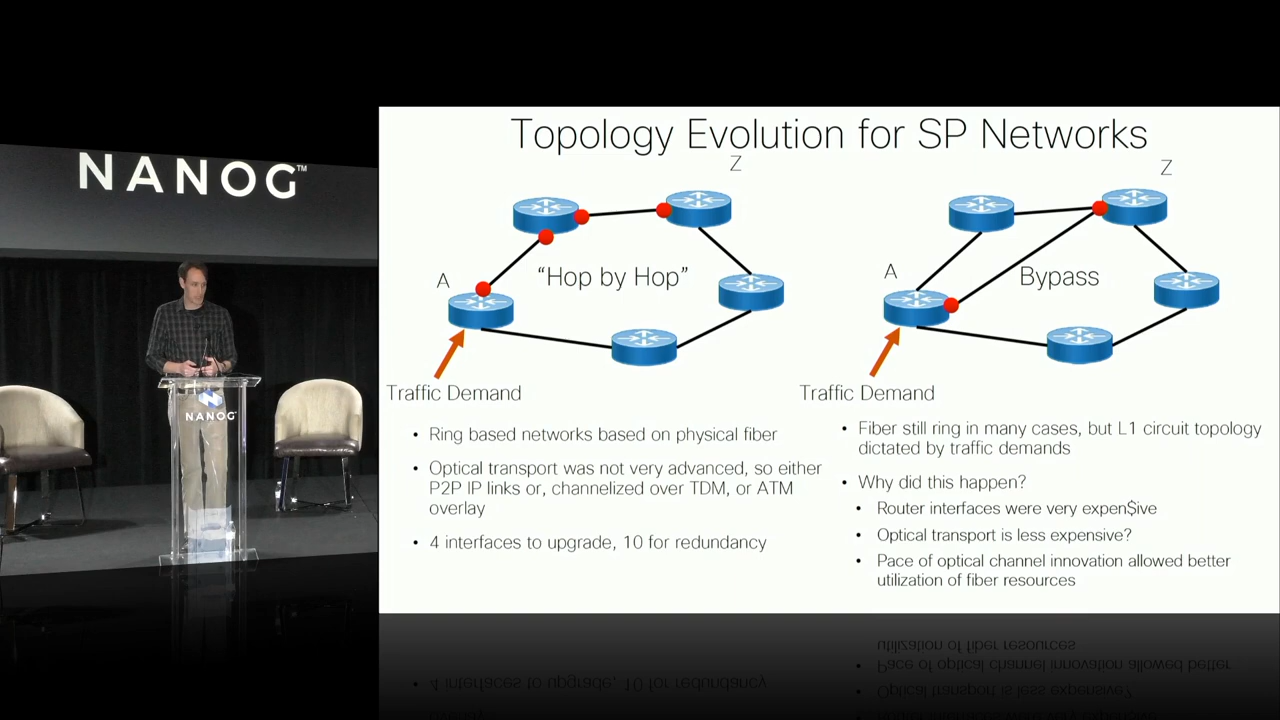 NANOG™
NANOG™
Topology Evolution for SP Networks
Z
A
"Hop by Hop"
Traffic Demand
• Ring based networks based on physical fiber
• Optical transport was not very advanced, so either
P2P IP links or, channelized over TDM, or ATM
overlay
• 4 interfaces to upgrade, 10 for redundancy
Z
A
Bypass
Traffic Demand
• Fiber still ring in many cases, but L1 circuit topology
dictated by traffic demands
• Why did this happen?
• Router interfaces were very expen$ive
• Optical transport is less expensive?
• Pace of optical channel innovation allowed better
utilization of fiber resources